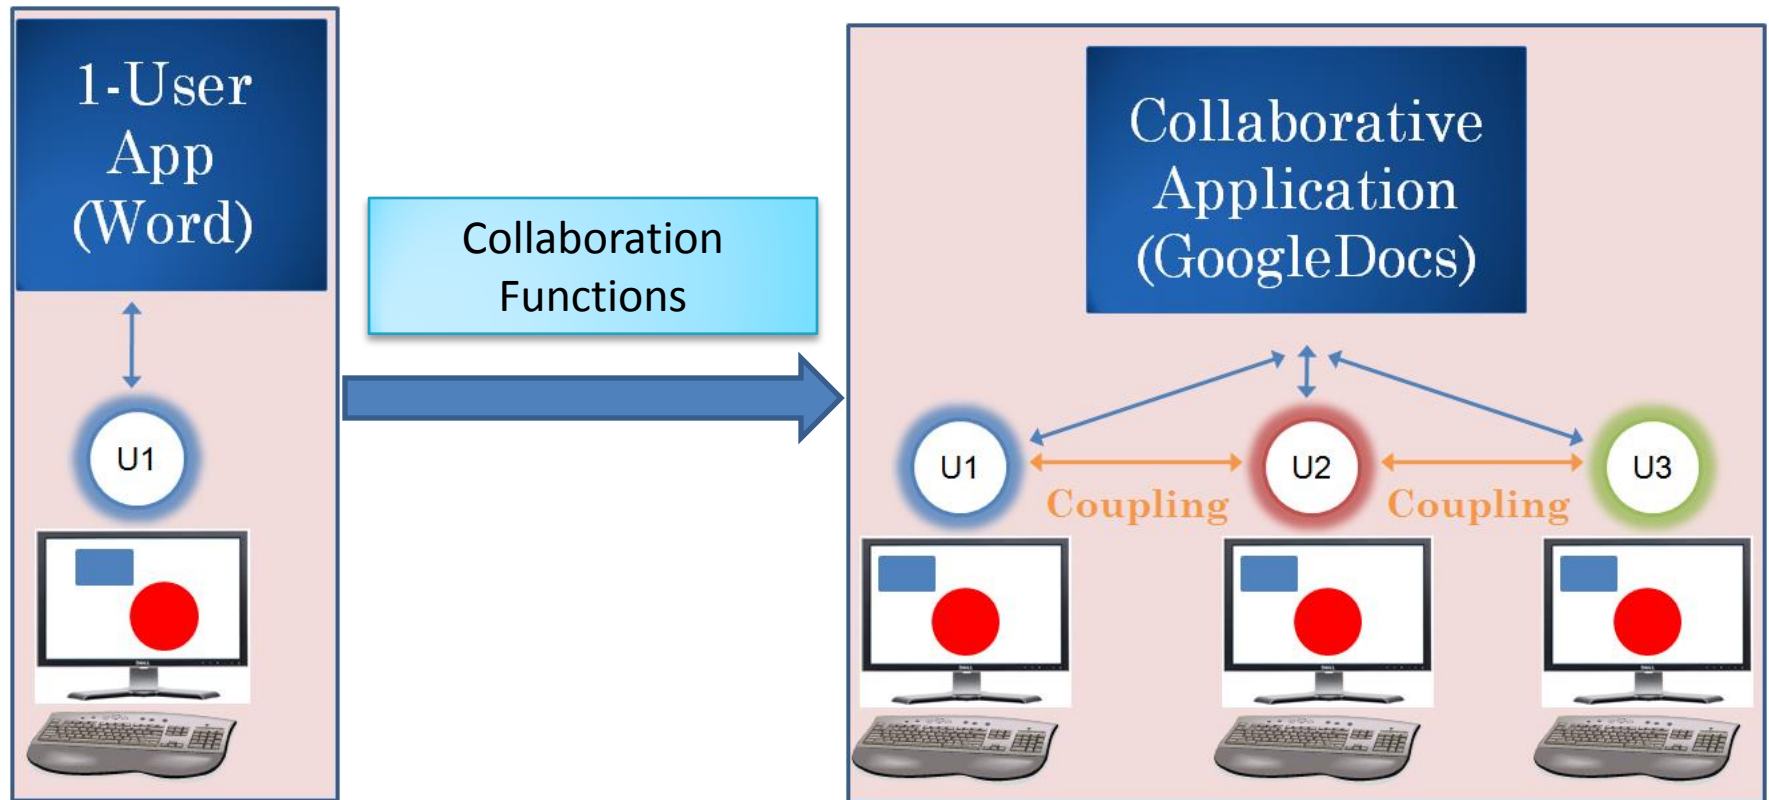 1-User
App
(Word)
U1
Collaboration
Functions
Collaborative
Application
(GoogleDocs)
U1
U2
U3
Coupling
Coupling